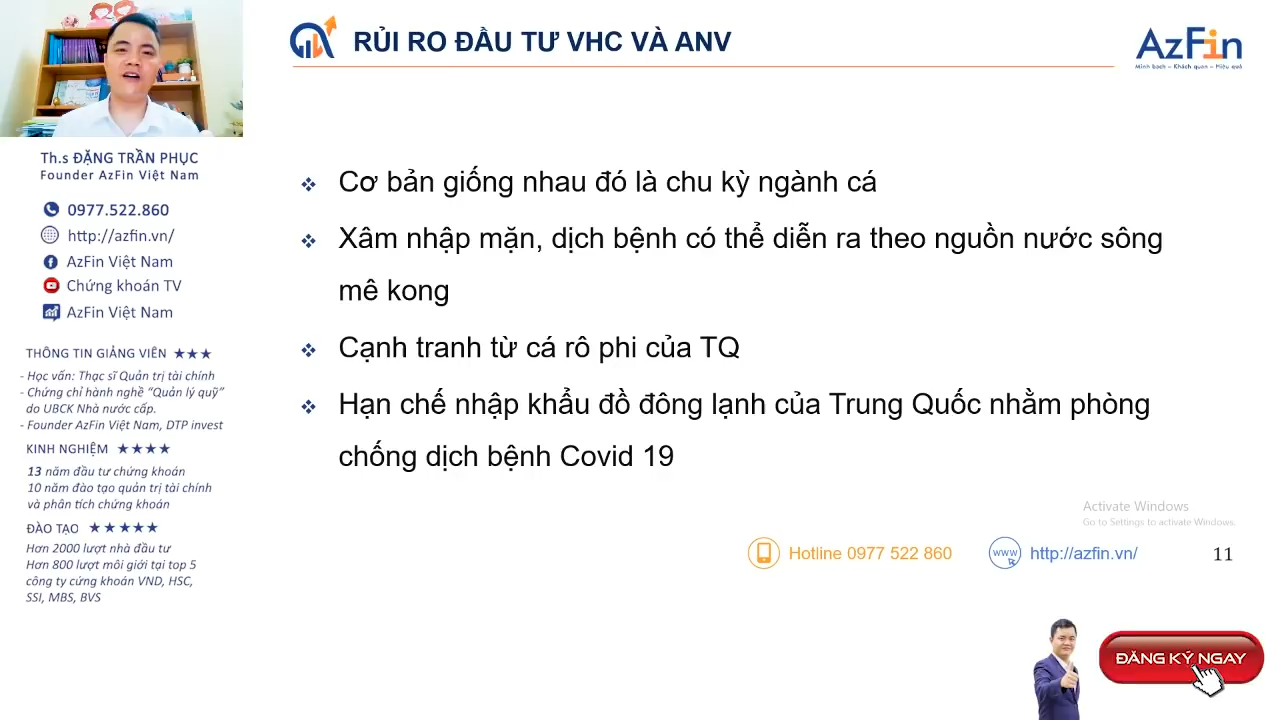 RỦI RO ĐẦU TƯ VHC VÀ ANV
AzFin
Minh bạch – Khách quan – Hiệu quả
Th.s ĐẶNG TRẦN PHỤC
Founder AzFin Việt Nam
0977.522.860
http://azfin.vn/
AzFin Việt Nam
Chứng khoán TV
AzFin Việt Nam
THÔNG TIN GIẢNG VIÊN ★★★
- Học vấn: Thạc sĩ Quản trị tài chính
- Chứng chỉ hành nghề “Quản lý quỹ”
do UBCK Nhà nước cấp.
- Founder AzFin Việt Nam, DTP invest
KINH NGHIỆM ★★★★
13 năm đầu tư chứng khoán
10 năm đào tạo quản trị tài chính
và phân tích chứng khoán
ĐÀO TẠO ★★★★★
Hơn 2000 lượt nhà đầu tư
Hơn 800 lượt môi giới tại top 5
công ty cứng khoán VND, HSC,
SSI, MBS, BVS
❖ Cơ bản giống nhau đó là chu kỳ ngành cá
❖ Xâm nhập mặn, dịch bệnh có thể diễn ra theo nguồn nước sông
mê kong
❖ Cạnh tranh từ cá rô phi của TQ
❖ Hạn chế nhập khẩu đồ đông lạnh của Trung Quốc nhằm phòng
chống dịch bệnh Covid 19
Activate Windows
Go to Settings to activate Windows.
Hotline 0977 522 860
www
http://azfin.vn/
11
ĐĂNG KÝ NGAY